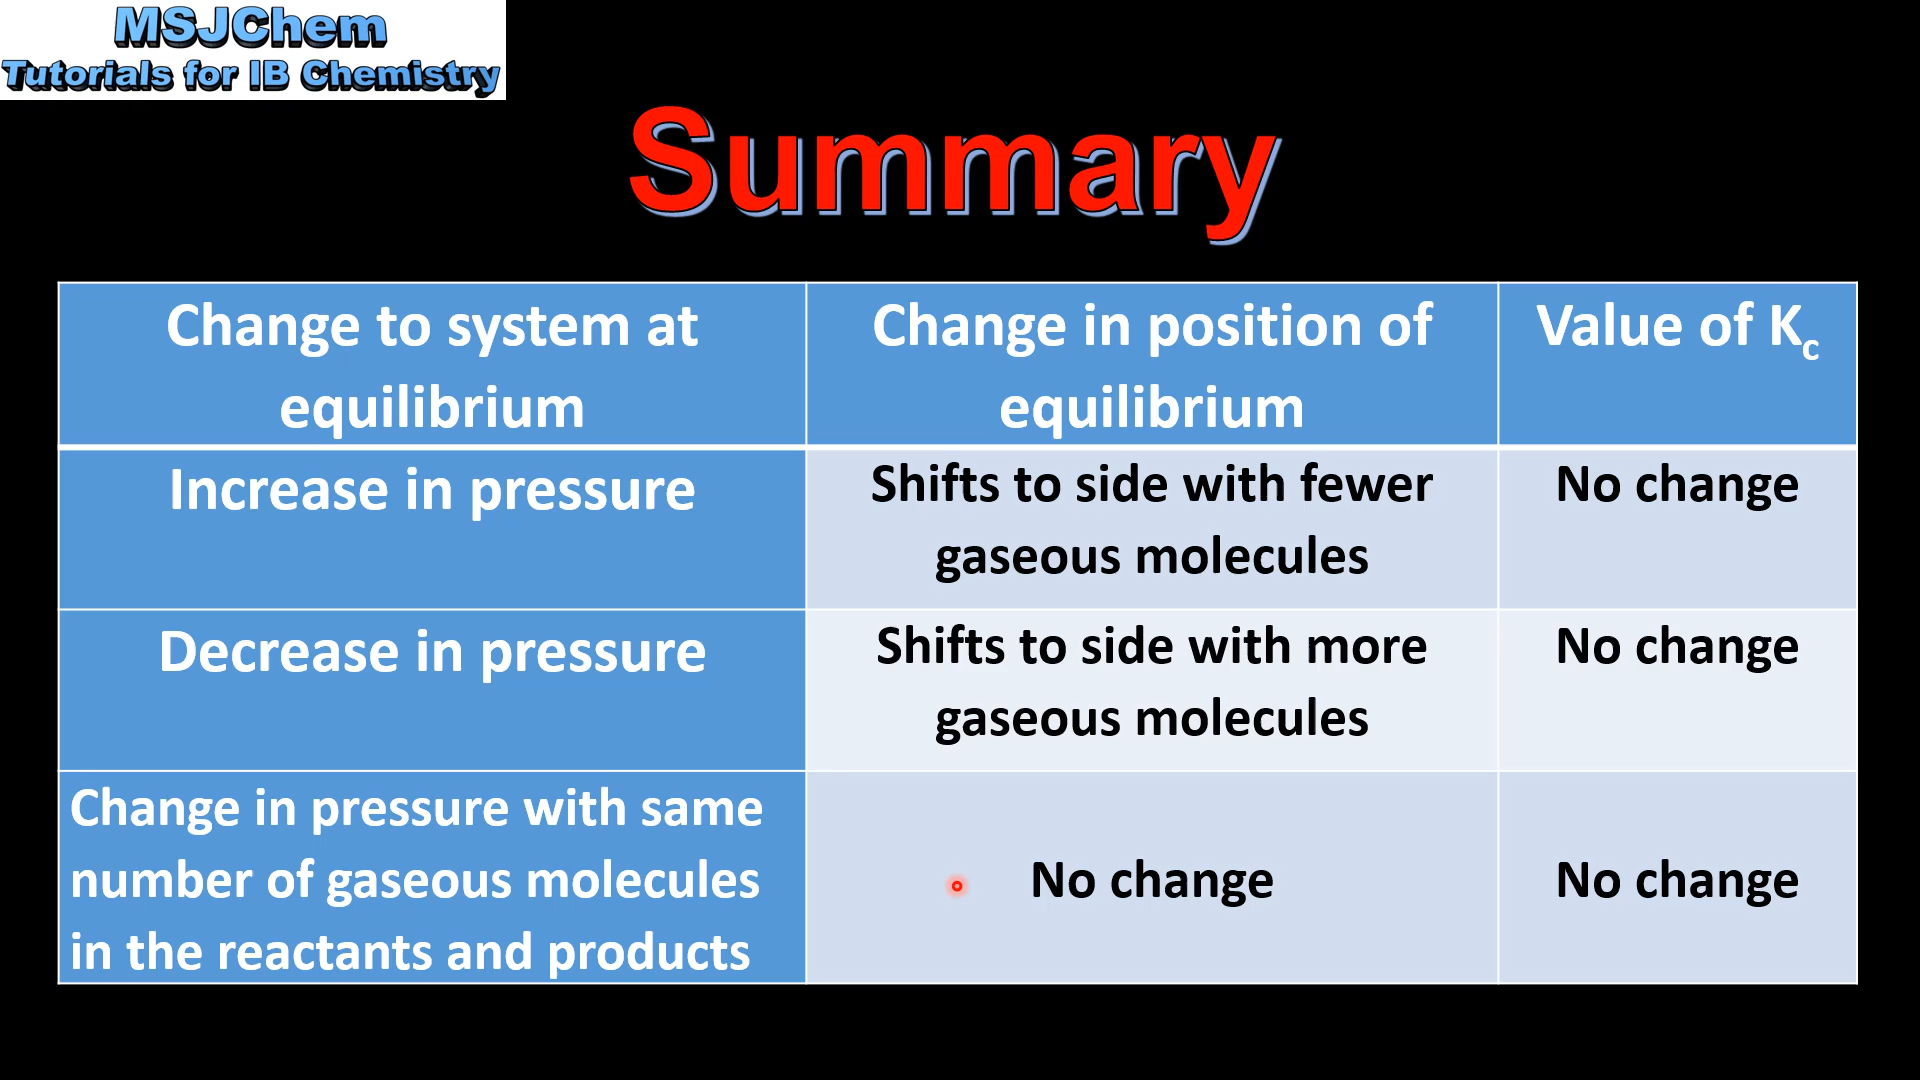 MSJChem
Tutorials for IB Chemistry
Summary
Change to system at
equilibrium
Change in position of
equilibrium
Value of Kc
Increase in pressure
Shifts to side with fewer
gaseous molecules
No change
Decrease in pressure
Shifts to side with more
gaseous molecules
No change
Change in pressure with same
number of gaseous molecules
in the reactants and products
No change
No change